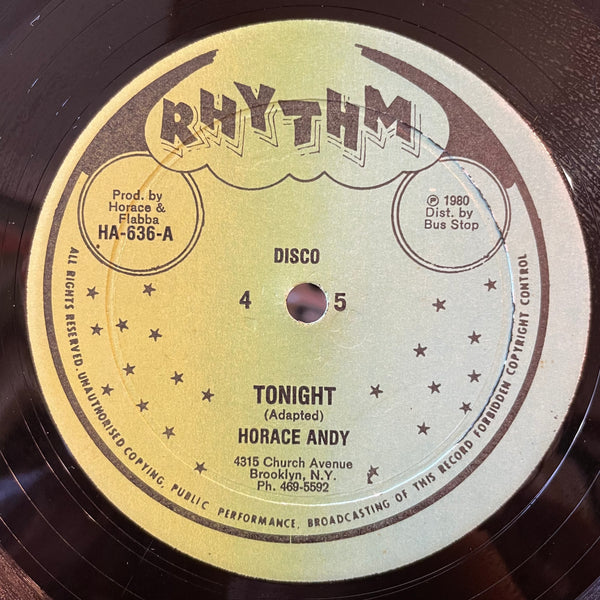 RHYTHM
Prod. by
Horace &
Flabba
HA-636-A
℗ 1980
Dist. by
Bus Stop
DISCO
4 5
TONIGHT
(Adapted)
HORACE ANDY
4315 Church Avenue
Brooklyn, N.Y.
Ph. 469-5592
ALL RIGHTS RESERVED. UNAUTHORISED COPYING, PUBLIC PERFORMANCE, BROADCASTING OF THIS RECORD FORBIDDEN COPYRIGHT CONTROL